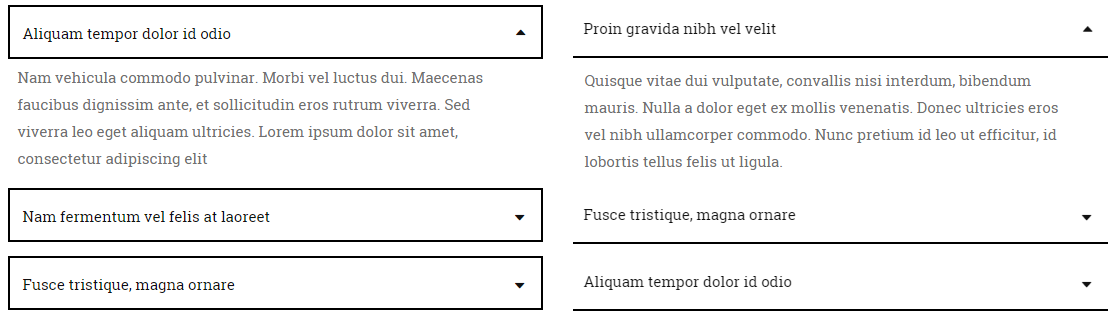 Aliquam tempor dolor id odio
Nam vehicula commodo pulvinar. Morbi vel luctus dui. Maecenas
faucibus dignissim ante, et sollicitudin eros rutrum viverra. Sed
viverra leo eget aliquam ultricies. Lorem ipsum dolor sit amet,
consectetur adipiscing elit
Nam fermentum vel felis at laoreet
Fusce tristique, magna ornare
Proin gravida nibh vel velit
Quisque vitae dui vulputate, convallis nisi interdum, bibendum
mauris. Nulla a dolor eget ex mollis venenatis. Donec ultricies eros
vel nibh ullamcorper commodo. Nunc pretium id leo ut efficitur, id
lobortis tellus felis ut ligula.
Fusce tristique, magna ornare
Aliquam tempor dolor id odio